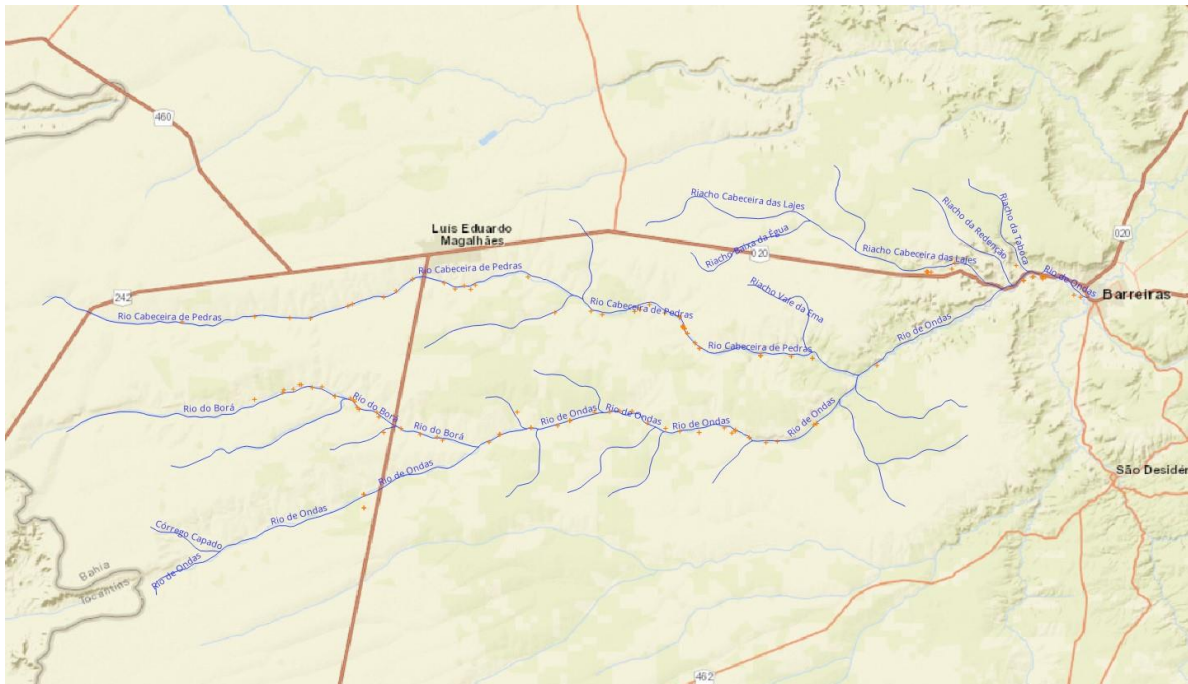 460
Riacho Cabeceira das Lajes
Riacho da Redenção
Riacho da Tabúca
Luís Eduardo
Magalhães
Riacho Baixa da Égua
020
020
Riacho Cabeceira das Lajes
Rio Cabeceira de Pedras
Rio de Ondas
Barreiras
242
Riacho Vale da Ema
Rio Cabeceira de Pedras
Rio Cabeceira de Pedras
Rio de Ondas
Rio Cabeceira de Pedras
Rio do Borá
Rio do Borá
Rio de Ondas
Rio de Ondas
Rio de Ondas
Rio de Ondas
Rio do Borá
Rio de Ondas
São Desidér
Rio de Ondas
Córrego Capado
Rio de Ondas
Bahia
Tocantins
462